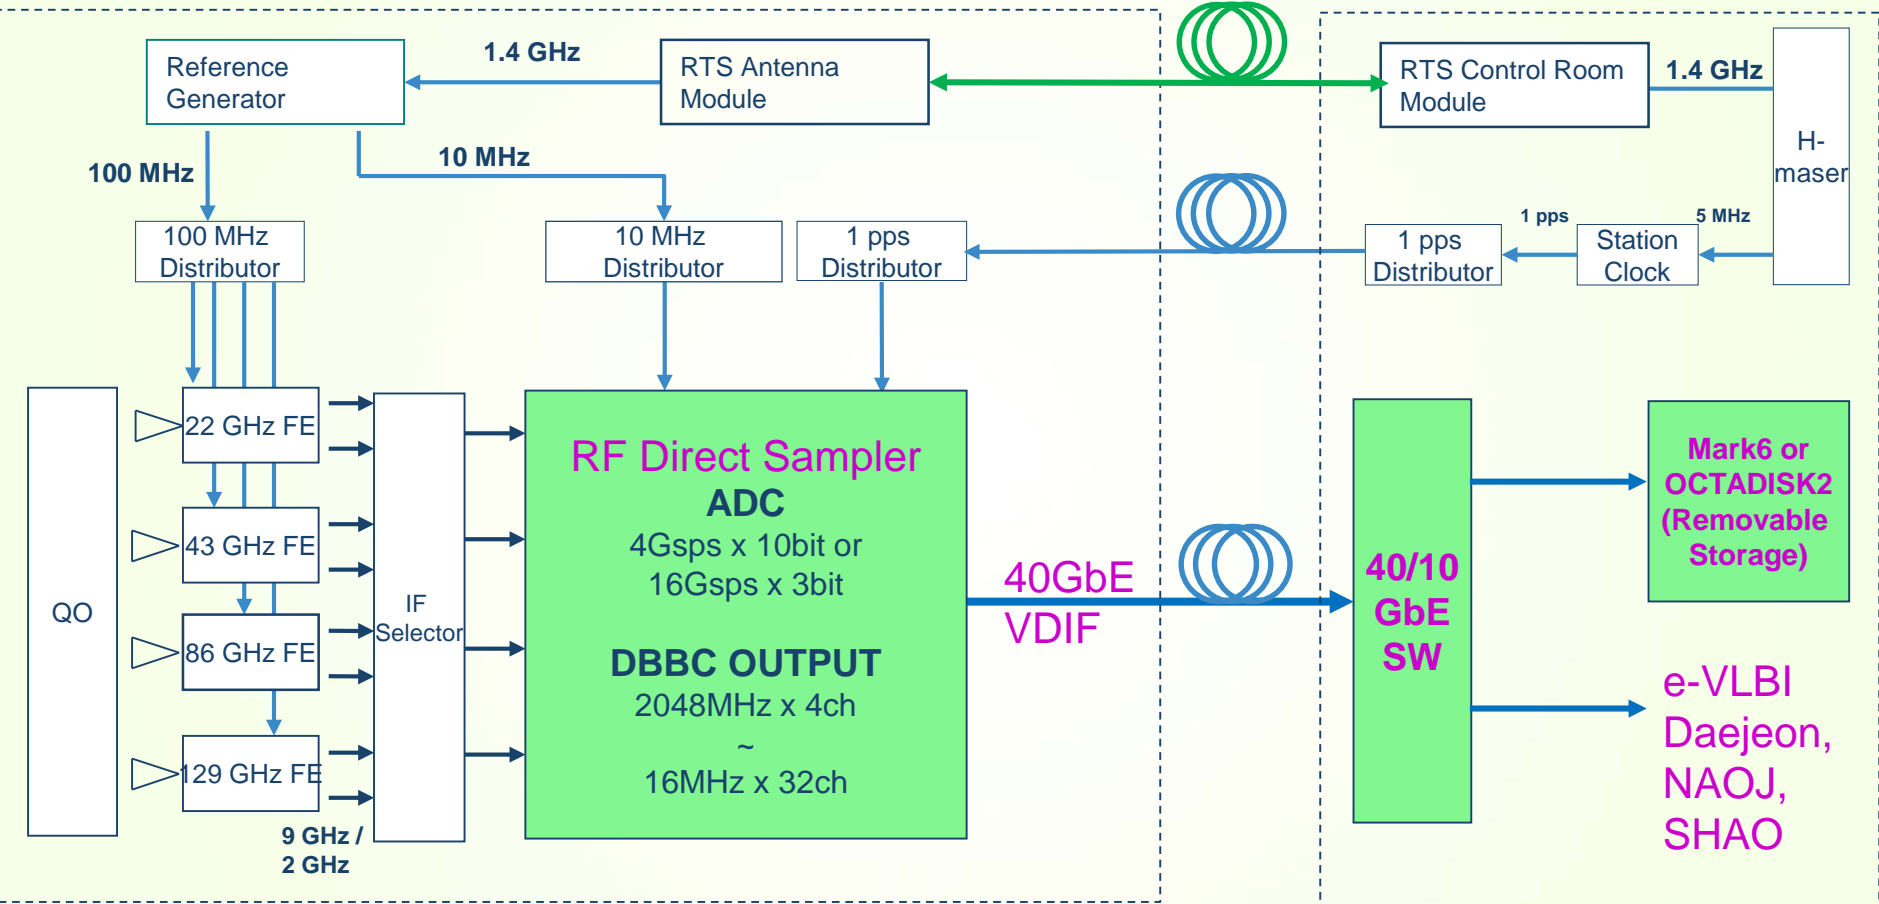 Reference
Generator
1.4 GHz
RTS Antenna
Module
RTS Control Room
Module
1.4 GHz
H-
maser
100 MHz
10 MHz
100 MHz
Distributor
10 MHz
Distributor
1 pps
Distributor
1 pps
Distributor
1 pps
Station
Clock
5 MHz
QO
22 GHz FE
43 GHz FE
86 GHz FE
129 GHz FE
9 GHz /
2 GHz
IF
Selector
RF Direct Sampler
ADC
4Gsps x 10bit or
16Gsps x 3bit
DBBC OUTPUT
2048MHz x 4ch
~
16MHz x 32ch
40GbE
VDIF
40/10
GbE
SW
Mark6 or
OCTADISK2
(Removable
Storage)
e-VLBI
Daejeon,
NAOJ,
SHAO